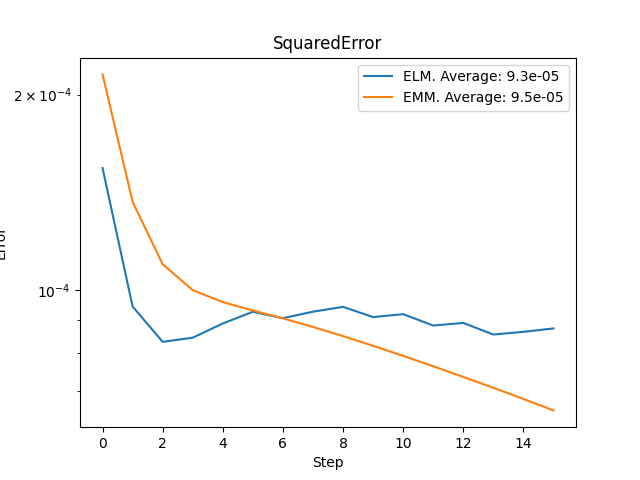 SquaredError
ELM. Average: 9.3e-05
EMM. Average: 9.5e-05
2 × 10⁻⁴
10⁻⁴
Error
0 2 4 6 8 10 12 14
Step